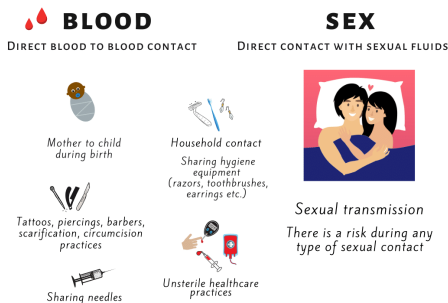 BLOOD
DIRECT BLOOD TO BLOOD CONTACT
Mother to child
during birth
Household contact
Sharing hygiene
equipment
(razors, toothbrushes,
earrings etc.)
Tattoos, piercings, barbers,
scarification, circumcision
practices
Unsterile healthcare
practices
Sharing needles
SEX
DIRECT CONTACT WITH SEXUAL FLUIDS
Sexual transmission
There is a risk during any
type of sexual contact